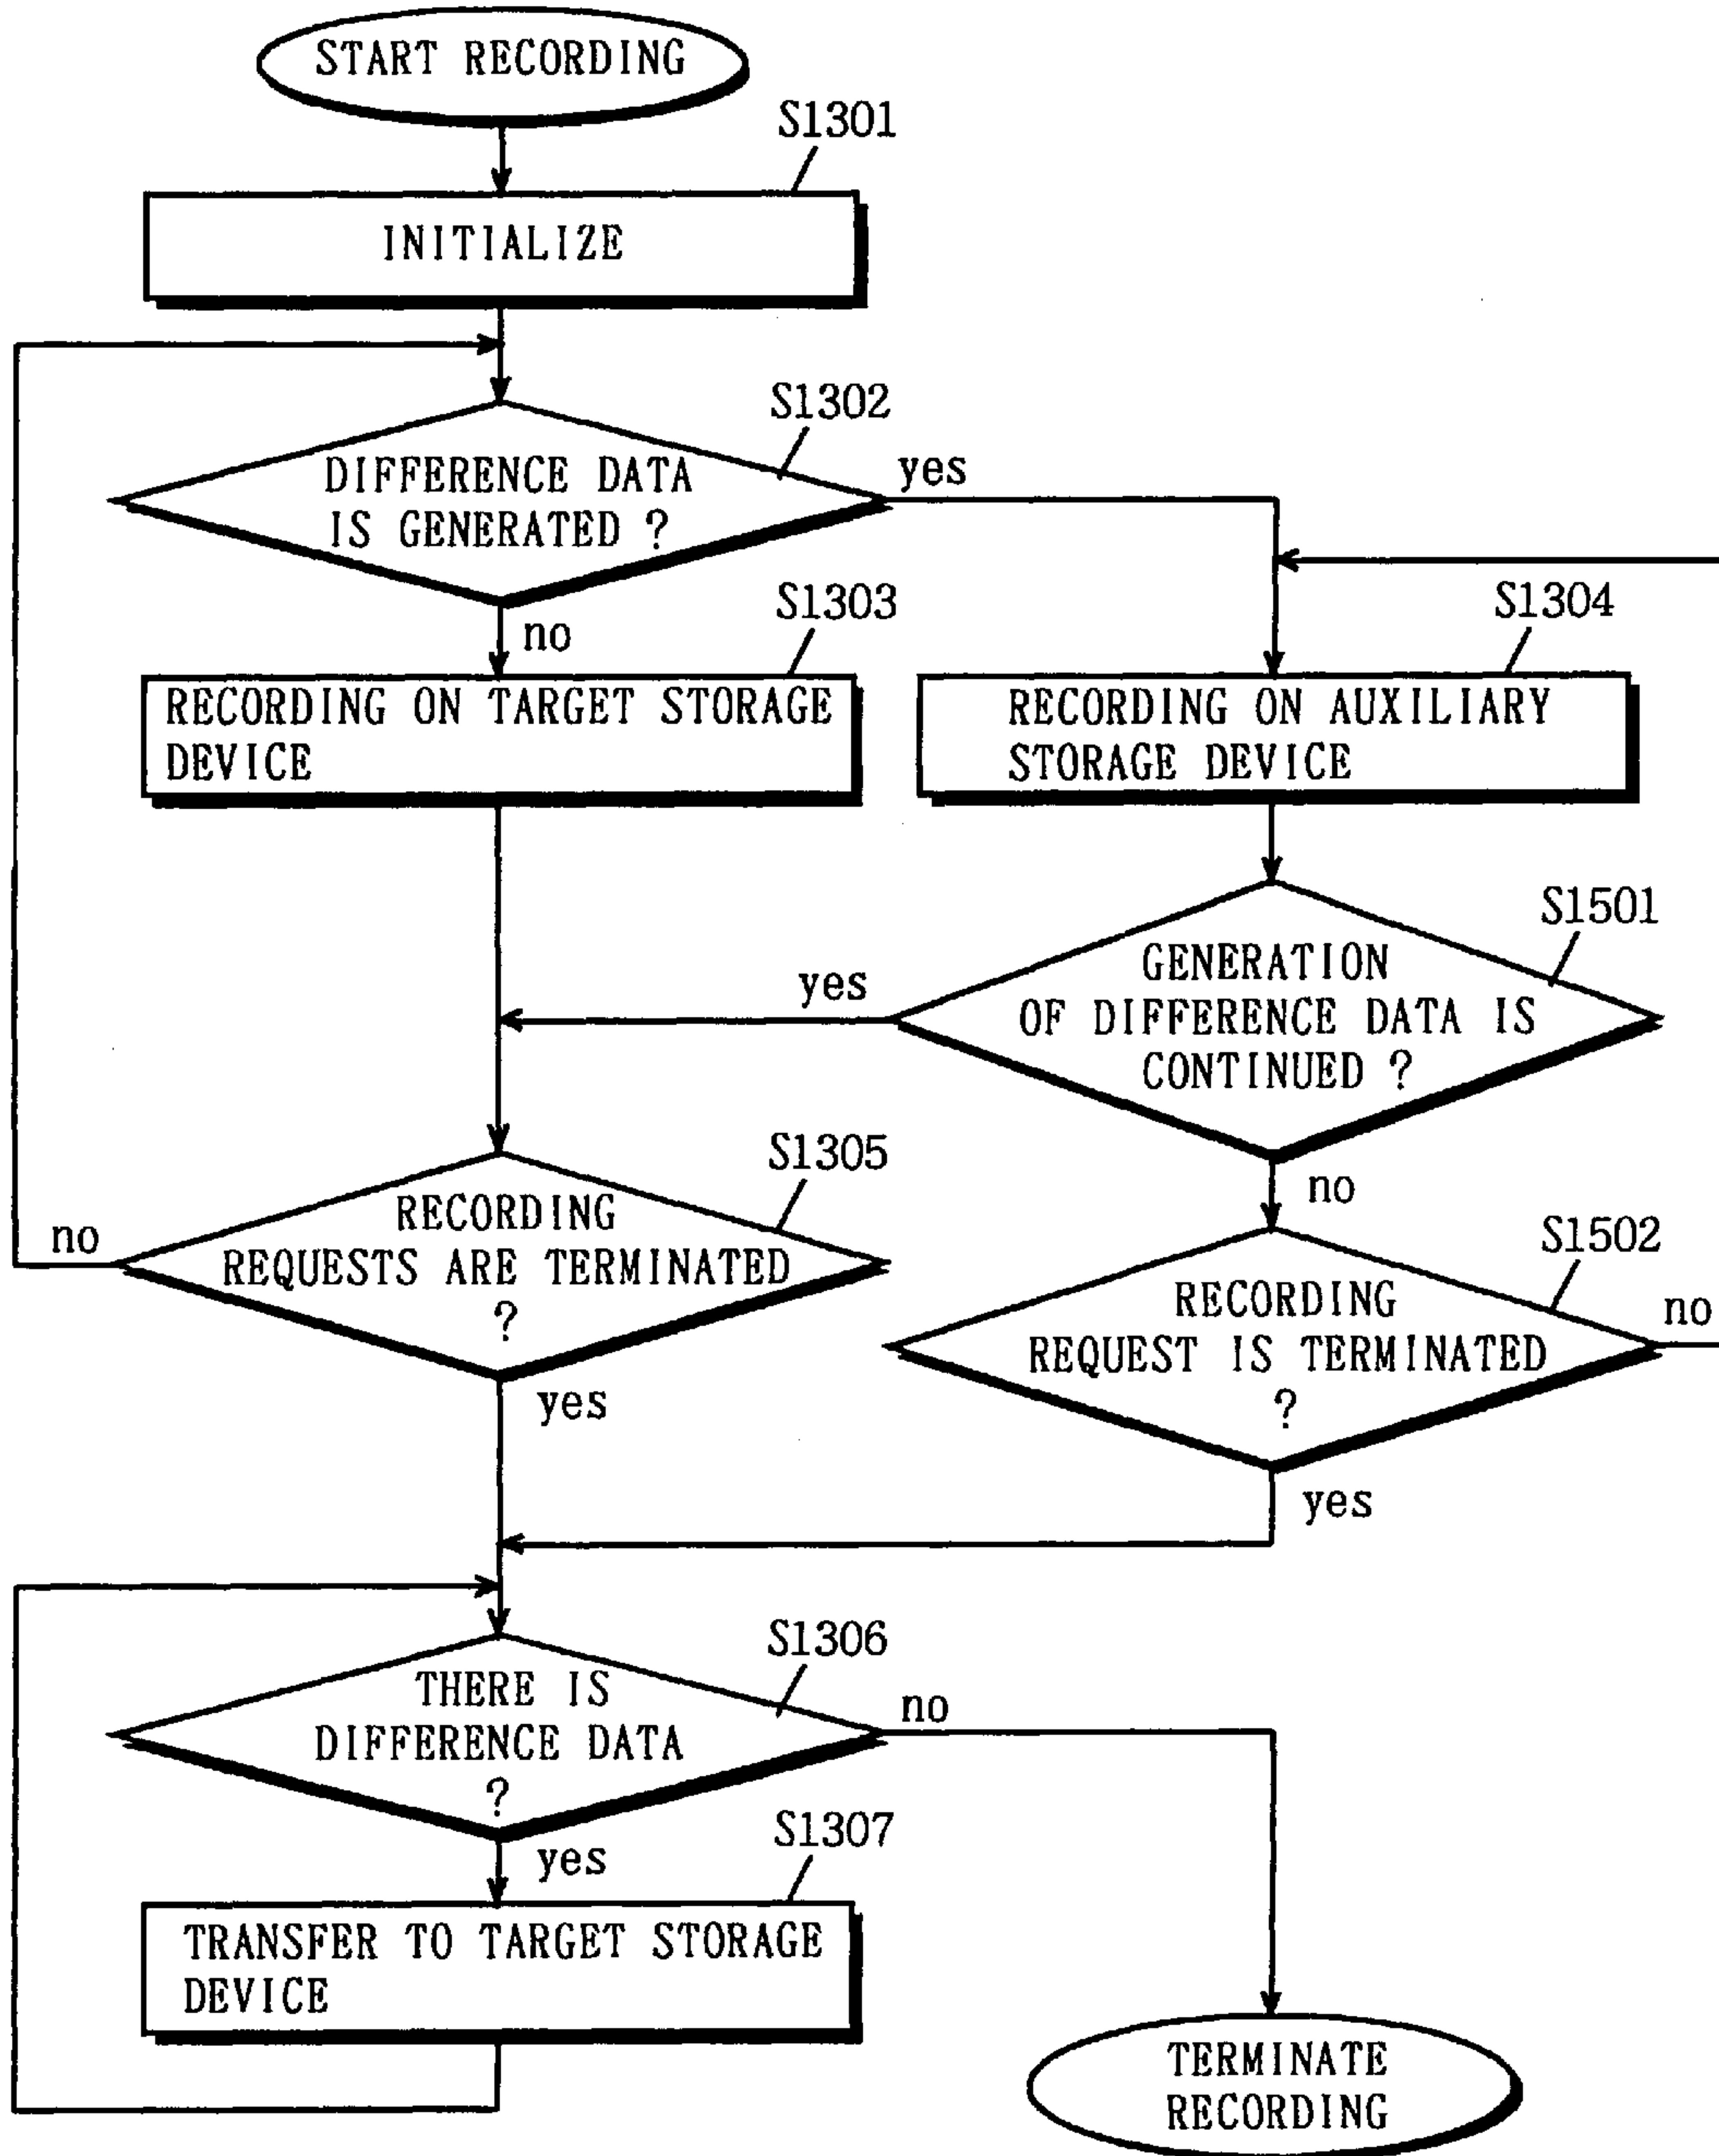 START RECORDING
S1301
INITIALIZE
S1302
DIFFERENCE DATA
IS GENERATED ?
yes
no
S1303
RECORDING ON TARGET STORAGE
DEVICE
S1304
RECORDING ON AUXILIARY
STORAGE DEVICE
S1501
GENERATION
OF DIFFERENCE DATA IS
CONTINUED ?
yes
no
S1305
RECORDING
REQUESTS ARE TERMINATED
?
no
yes
S1502
RECORDING
REQUEST IS TERMINATED
?
no
yes
S1306
THERE IS
DIFFERENCE DATA
?
no
yes
S1307
TRANSFER TO TARGET STORAGE
DEVICE
TERMINATE
RECORDING